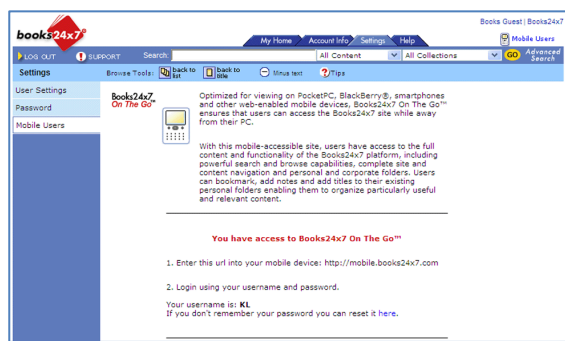 Books Guest | Books24x7
books24x7®
My Home Account Info Settings Help
Mobile Users
LOG OUT SUPPORT Search: All Content All Collections GO Advanced Search
Settings
Browse Tools: back to list back to title Minus text Tips
User Settings
Password
Mobile Users
Books24x7
On The Go™
Optimized for viewing on PocketPC, BlackBerry®, smartphones
and other web-enabled mobile devices, Books24x7 On The Go™
ensures that users can access the Books24x7 site while away
from their PC.
With this mobile-accessible site, users have access to the full
content and functionality of the Books24x7 platform, including
powerful search and browse capabilities, complete site and
content navigation and personal and corporate folders. Users
can bookmark, add notes and add titles to their existing
personal folders enabling them to organize particularly useful
and relevant content.
You have access to Books24x7 On The Go™
1. Enter this url into your mobile device: http://mobile.books24x7.com
2. Login using your username and password.
Your username is: KL
If you don't remember your password you can reset it here.